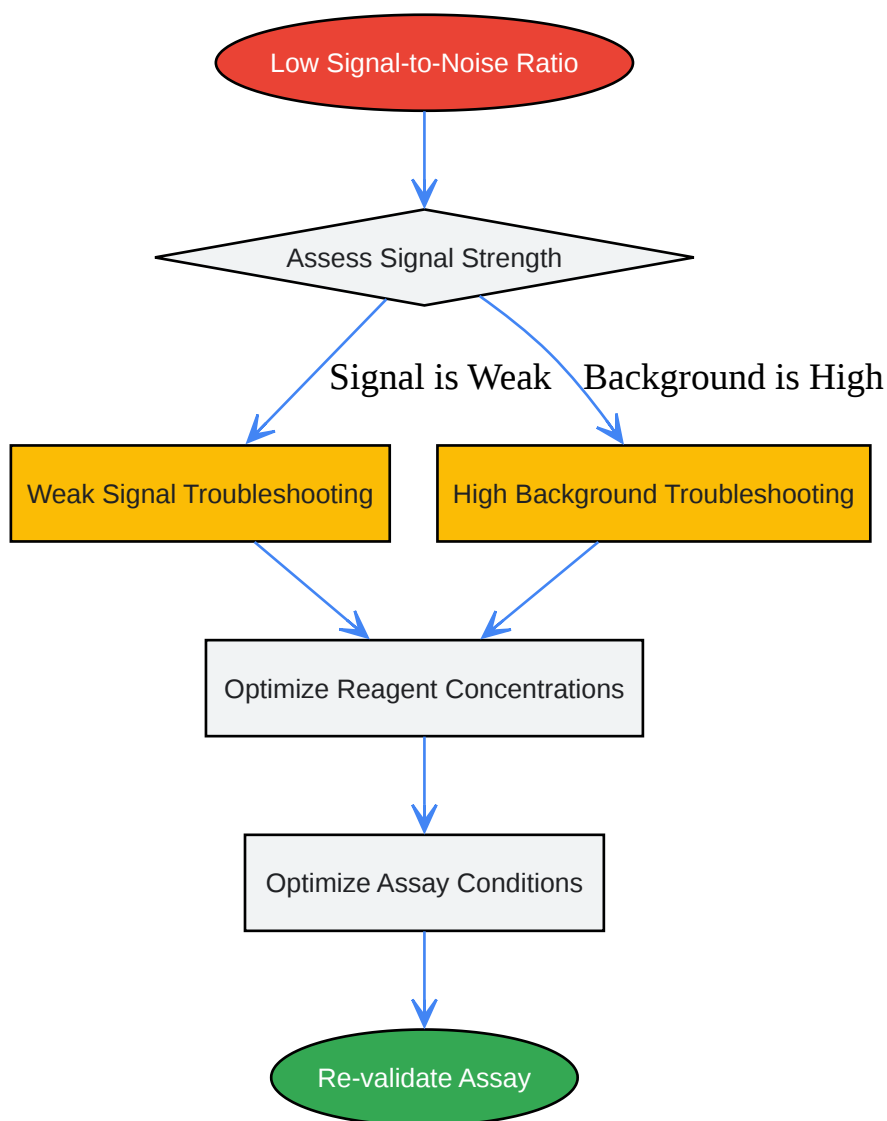 Low Signal-to-Noise Ratio
Assess Signal Strength
Signal is Weak
Background is High
Weak Signal Troubleshooting
High Background Troubleshooting
Optimize Reagent Concentrations
Optimize Assay Conditions
Re-validate Assay